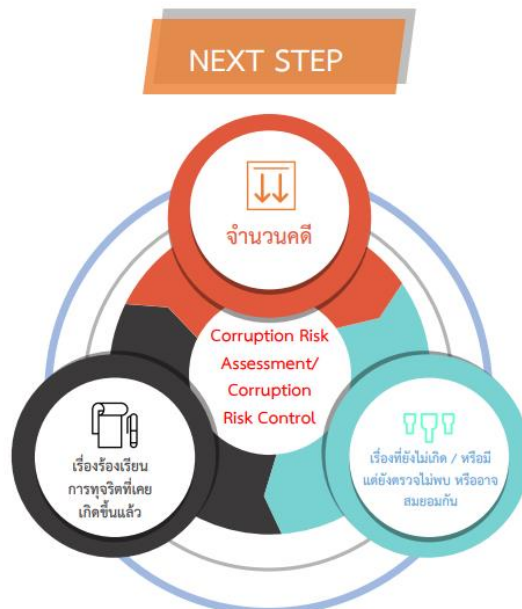 NEXT STEP
จำนวนคดี
Corruption Risk
Assessment/
Corruption
Risk Control
เรื่องร้องเรียน
การทุจริตที่เคย
เกิดขึ้นแล้ว
เรื่องที่ยังไม่เกิด / หรือมี
แต่ยังตรวจไม่พบ หรืออาจ
สมยอมกัน